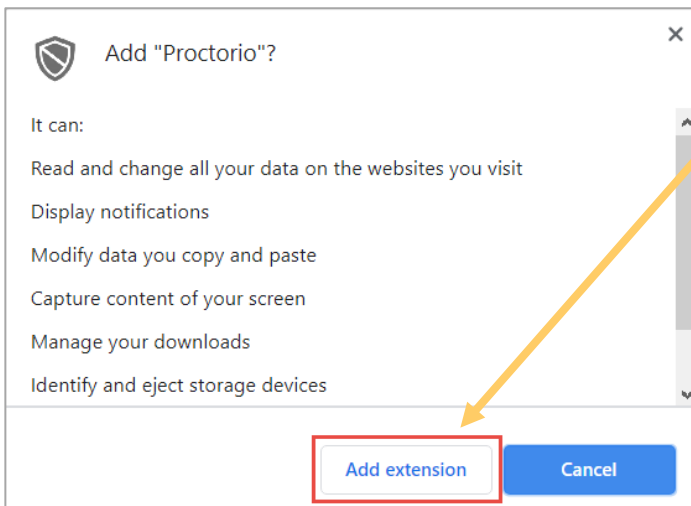 Add "Proctorio"?
It can:
Read and change all your data on the websites you visit
Display notifications
Modify data you copy and paste
Capture content of your screen
Manage your downloads
Identify and eject storage devices
Add extension
Cancel